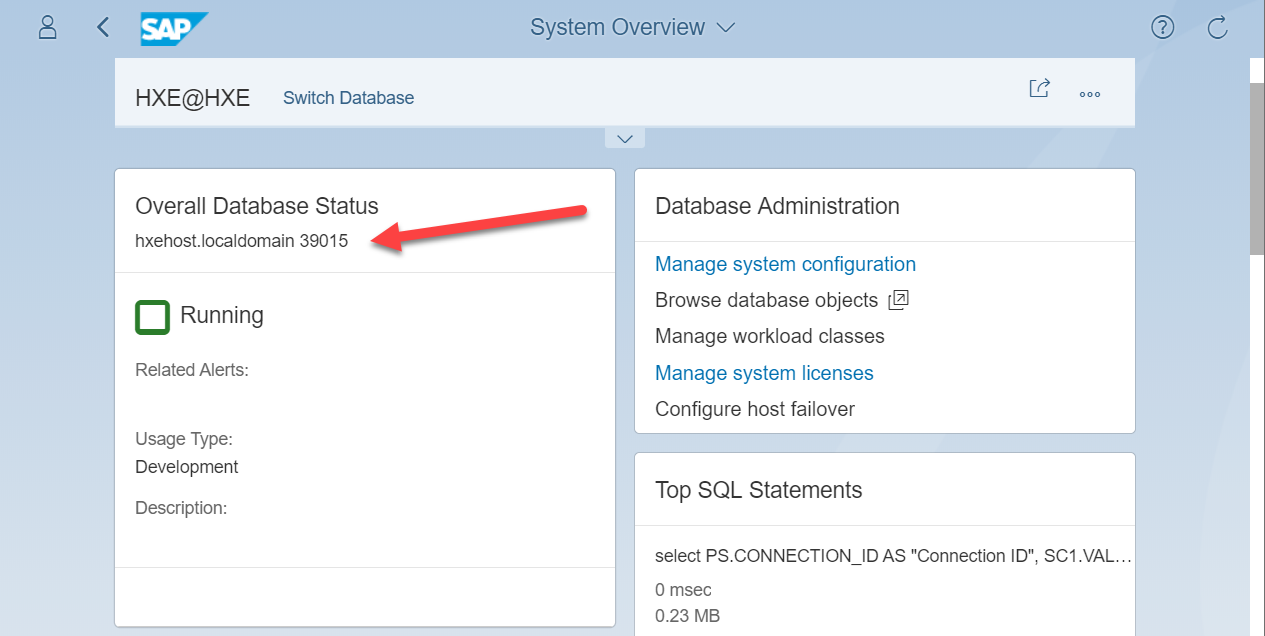 SAP
System Overview
HXE@HXE
Switch Database
Overall Database Status
hxehost.localdomain 39015
Running
Related Alerts:
Usage Type:
Development
Description:
Database Administration
Manage system configuration
Browse database objects
Manage workload classes
Manage system licenses
Configure host failover
Top SQL Statements
select PS.CONNECTION_ID AS "Connection ID", SC1.VAL...
0 msec
0.23 MB